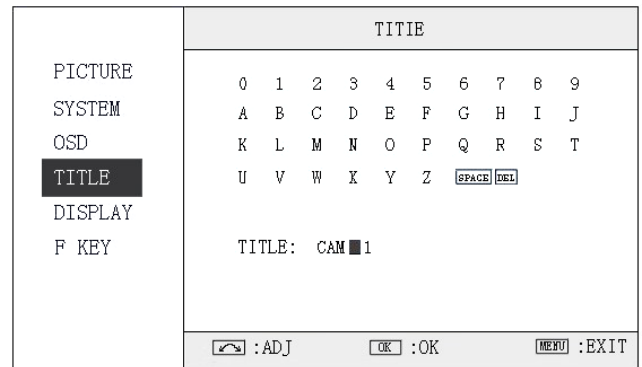 PICTURE
SYSTEM
OSD
TITLE
DISPLAY
F KEY
TITIE
0 1 2 3 4 5 6 7 8 9
A B C D E F G H I J
K L M N O P Q R S T
U V W X Y Z SPACE DEL
TITLE: CAM 1
:ADJ OK :OK MENU :EXIT